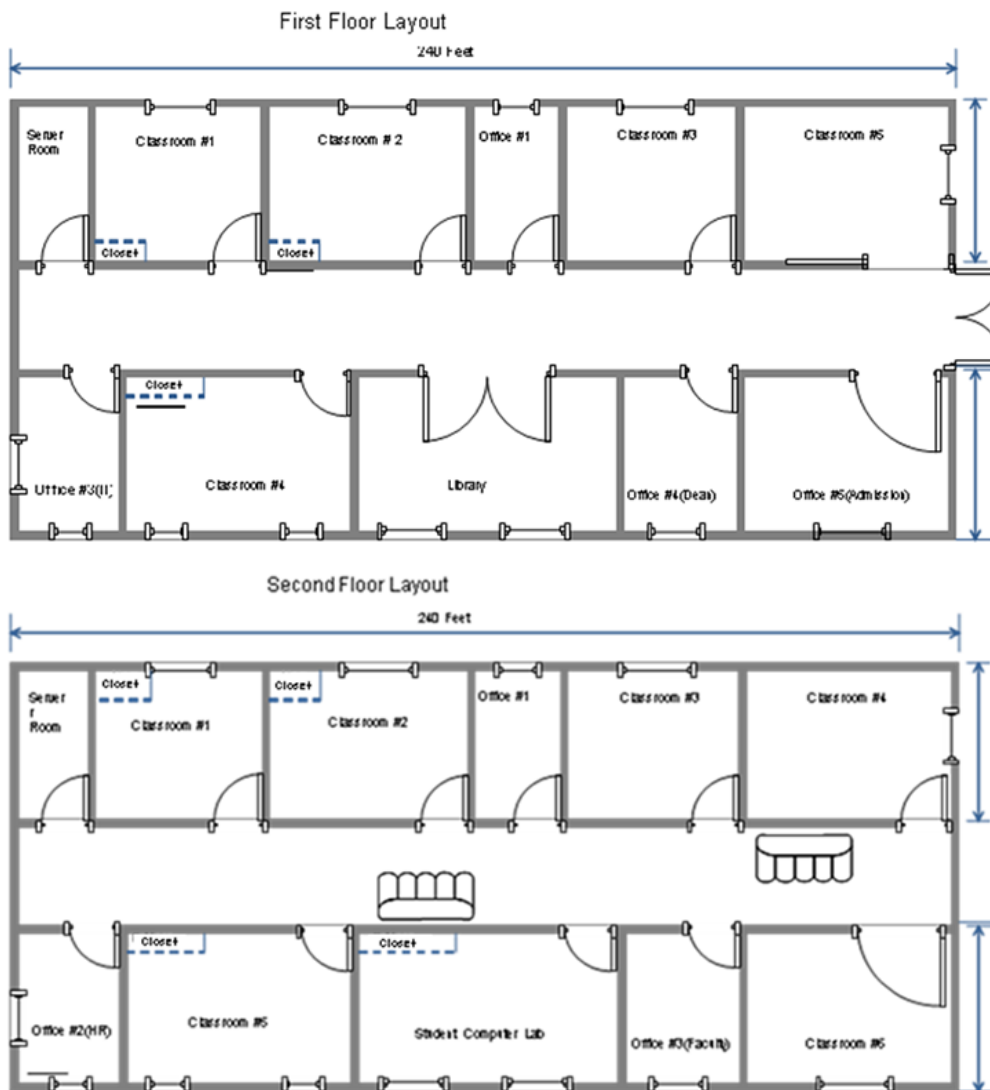 First Floor Layout
240 Feet
Server
Room
Classroom #1
Classroom # 2
Office #1
Classroom #3
Classroom #5
Closet
Closet
Closet
Office #3(IT)
Classroom #4
Library
Office #4(Dean)
Office #5(Admission)
Second Floor Layout
240 Feet
Serve
r
Room
Closet
Classroom #1
Closet
Classroom #2
Office #1
Classroom #3
Classroom #4
Closet
Closet
Office #2(HR)
Classroom #5
Student Computer Lab
Office #3(Faculty)
Classroom #6